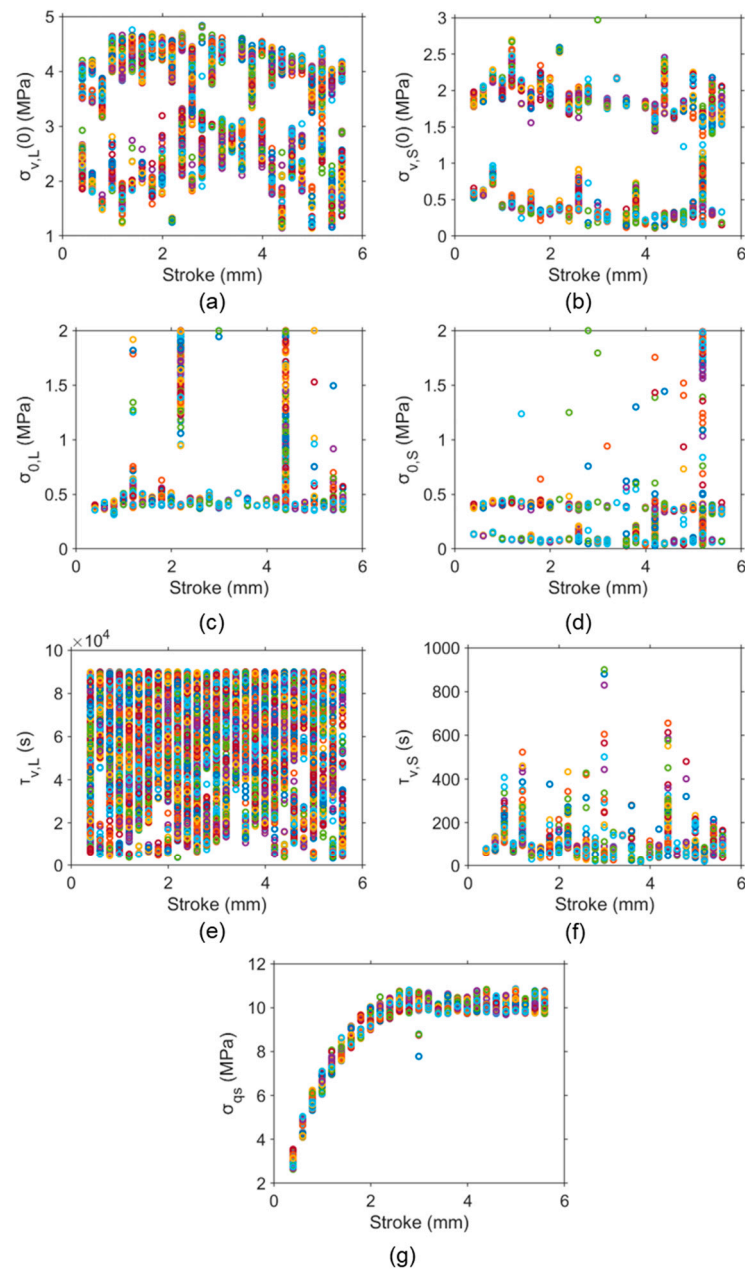 5
4
3
2
1
0 2 4 6
σv,L(0) (MPa)
Stroke (mm)
(a)
3
2.5
2
1.5
1
0.5
0
0 2 4 6
σv,S(0) (MPa)
Stroke (mm)
(b)
2
1.5
1
0.5
0
0 2 4 6
σ0,L (MPa)
Stroke (mm)
(c)
2
1.5
1
0.5
0
0 2 4 6
σ0,S (MPa)
Stroke (mm)
(d)
×10⁴
10
8
6
4
2
0
0 2 4 6
τv,L (s)
Stroke (mm)
(e)
1000
800
600
400
200
0
0 2 4 6
τv,S (s)
Stroke (mm)
(f)
12
10
8
6
4
2
0 2 4 6
σqs (MPa)
Stroke (mm)
(g)